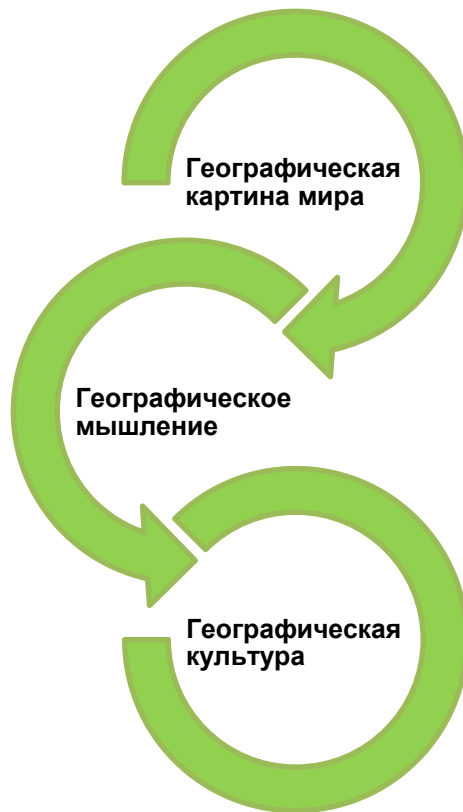 Географическая
картина мира
Географическое
мышление
Географическая
культура